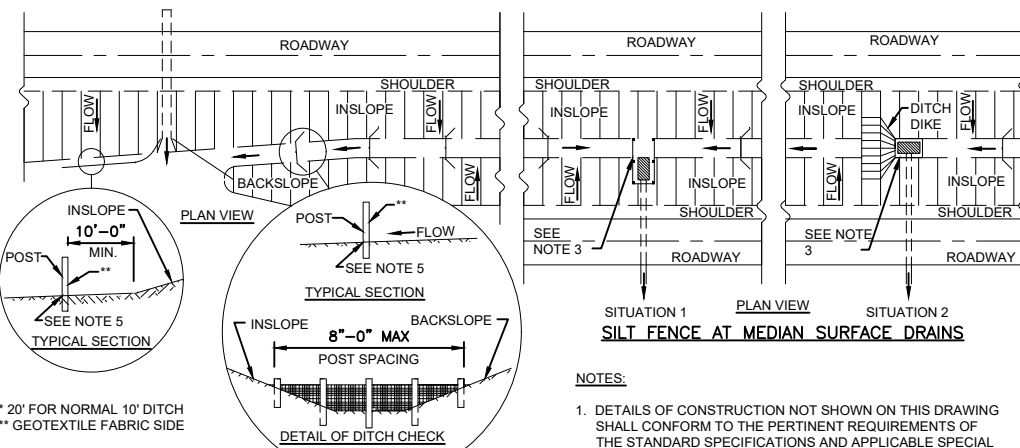 ROADWAY
SHOULDER
INSLOPE
FLOW
FLOW
FLOW
BACKSLOPE
PLAN VIEW
INSLOPE
10'-0"
MIN.
POST
**
SEE NOTE 5
TYPICAL SECTION
POST
**
FLOW
SEE NOTE 5
TYPICAL SECTION
INSLOPE
BACKSLOPE
8"-0" MAX
POST SPACING
DETAIL OF DITCH CHECK
* 20' FOR NORMAL 10' DITCH
** GEOTEXTILE FABRIC SIDE
ROADWAY
SHOULDER
INSLOPE
FLOW
FLOW
INSLOPE
SHOULDER
SEE
NOTE 3
ROADWAY
SITUATION 1
PLAN VIEW
ROADWAY
SHOULDER
INSLOPE
FLOW
DITCH
DIKE
FLOW
INSLOPE
SHOULDER
SEE NOTE
3
ROADWAY
SITUATION 2
SILT FENCE AT MEDIAN SURFACE DRAINS
NOTES:
1. DETAILS OF CONSTRUCTION NOT SHOWN ON THIS DRAWING
SHALL CONFORM TO THE PERTINENT REQUIREMENTS OF
THE STANDARD SPECIFICATIONS AND APPLICABLE SPECIAL